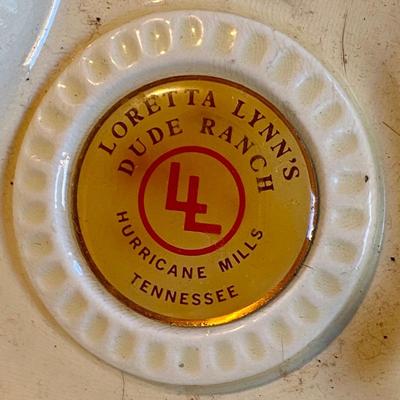 LORETTA LYNN'S
DUDE RANCH
LL
HURRICANE MILLS
TENNESSEE